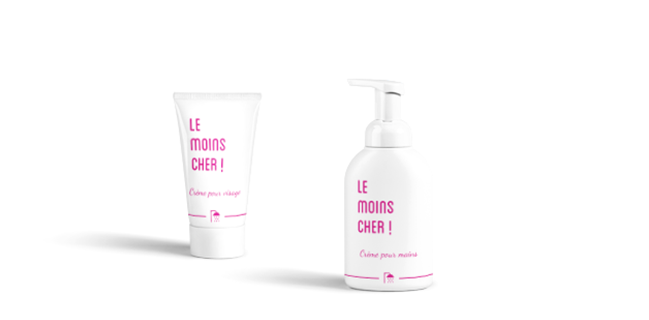 LE
MOINS
CHER !
Crème pour visage
LE
MOINS
CHER !
Crème pour mains